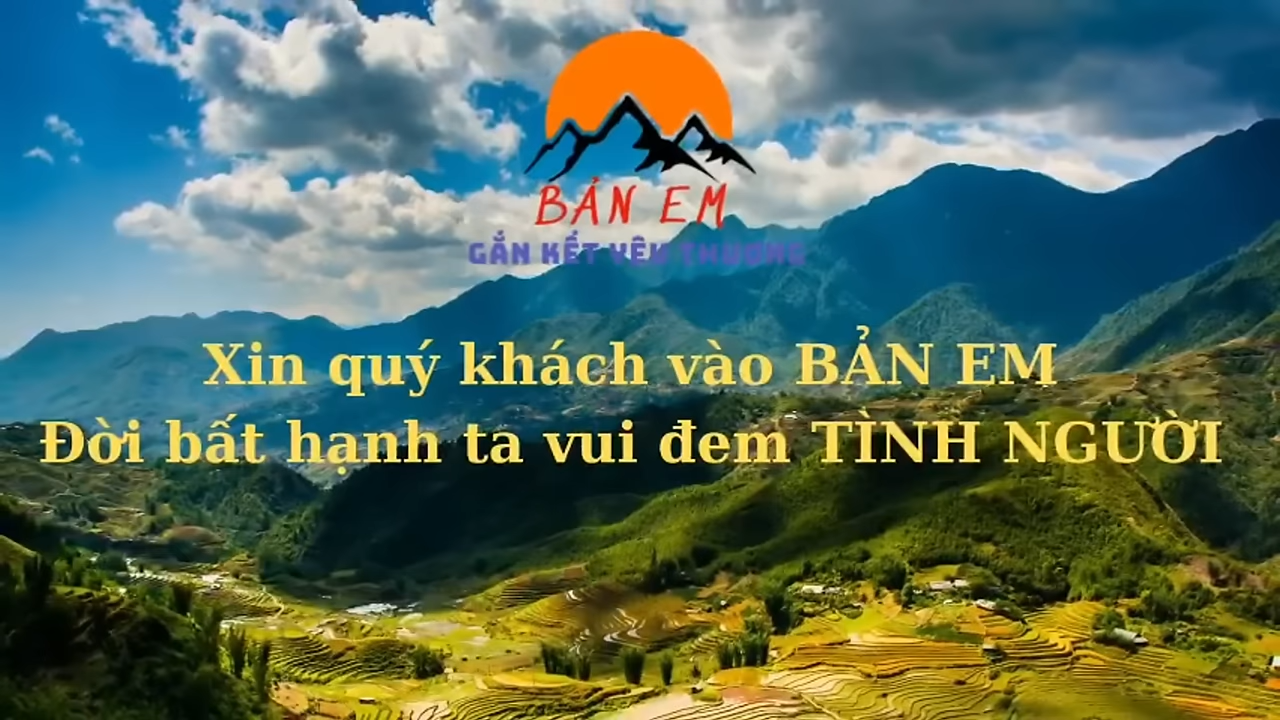 BẢN EM
GẮN KẾT YÊU THƯƠNG
Xin quý khách vào BẢN EM
Đời bất hạnh ta vui đem TÌNH NGƯỜI